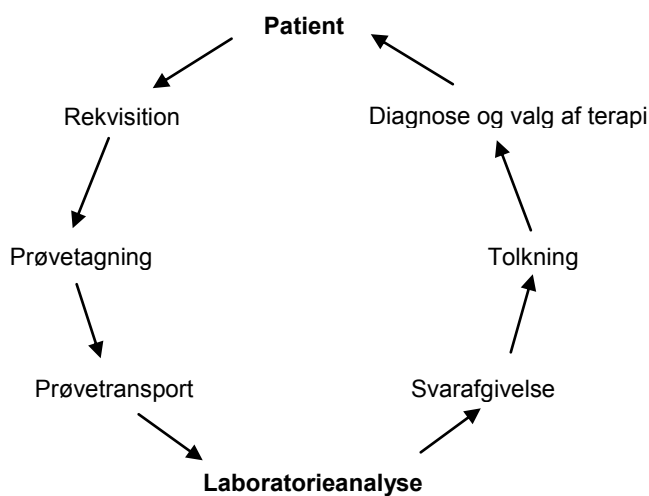 Patient
Rekvisition
Diagnose og valg af terapi
Prøvetagning
Tolkning
Prøvetransport
Svarafgivelse
Laboratorieanalyse